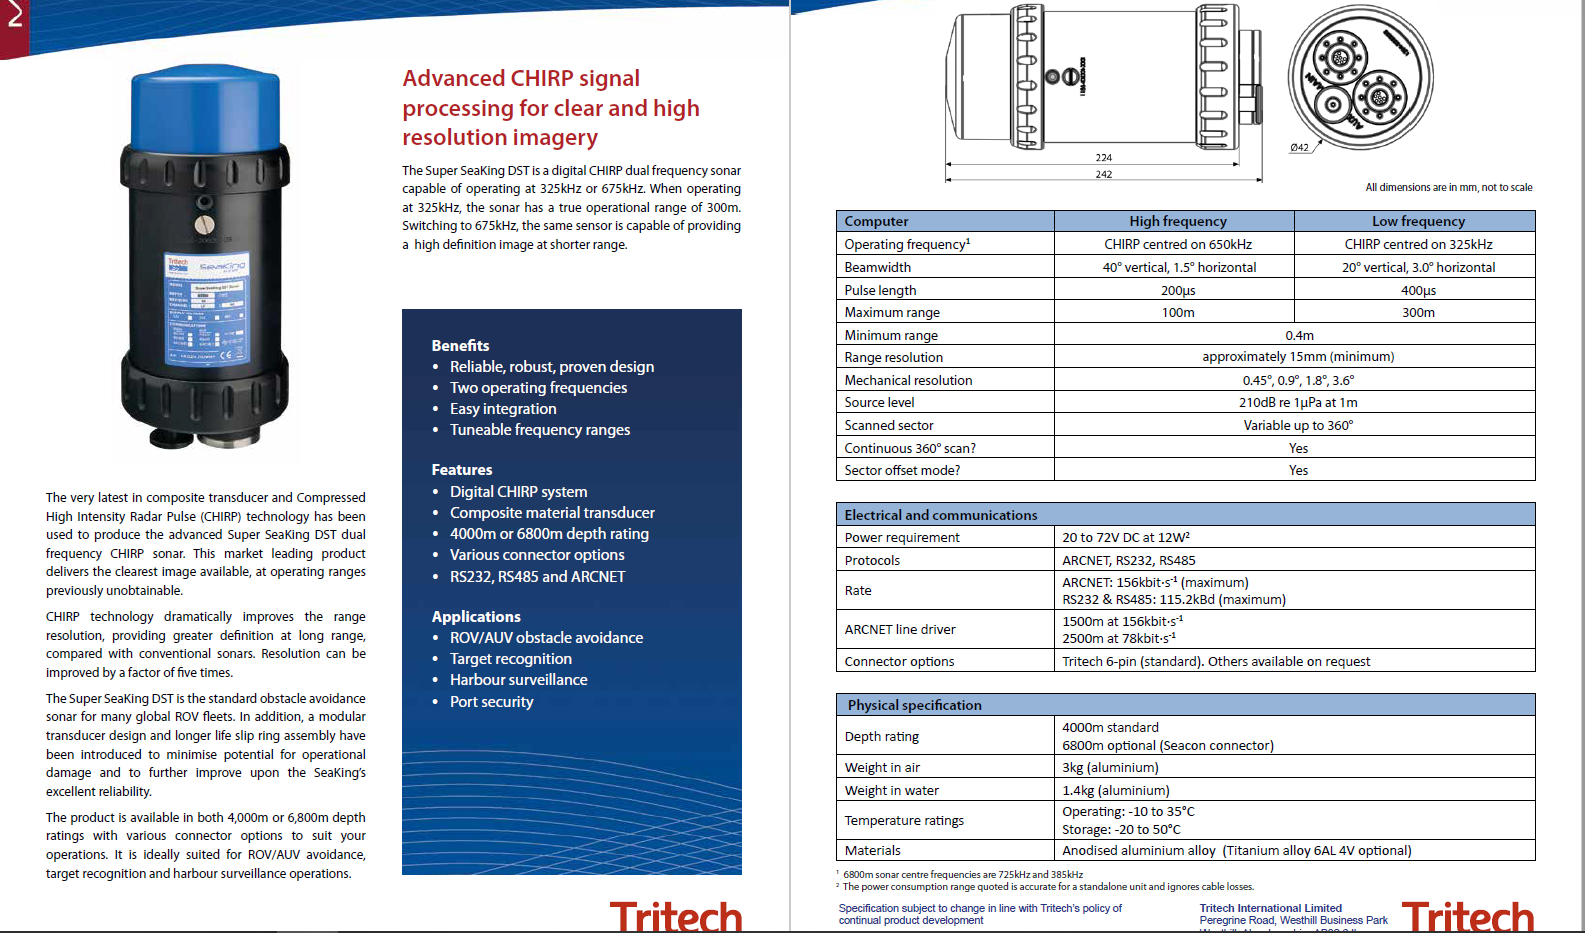 2
Advanced CHIRP signal
processing for clear and high
resolution imagery
The Super SeaKing DST is a digital CHIRP dual frequency sonar
capable of operating at 325kHz or 675kHz. When operating
at 325kHz, the sonar has a true operational range of 300m.
Switching to 675kHz, the same sensor is capable of providing
a high definition image at shorter range.
Tritech
SeaKing
The very latest in composite transducer and Compressed
High Intensity Radar Pulse (CHIRP) technology has been
used to produce the advanced Super SeaKing DST dual
frequency CHIRP sonar. This market leading product
delivers the clearest image available, at operating ranges
previously unobtainable.
CHIRP technology dramatically improves the range
resolution, providing greater definition at long range,
compared with conventional sonars. Resolution can be
improved by a factor of five times.
The Super SeaKing DST is the standard obstacle avoidance
sonar for many global ROV fleets. In addition, a modular
transducer design and longer life slip ring assembly have
been introduced to minimise potential for operational
damage and to further improve upon the SeaKing's
excellent reliability.
The product is available in both 4,000m or 6,800m depth
ratings with various connector options to suit your
operations. It is ideally suited for ROV/AUV avoidance,
target recognition and harbour surveillance operations.
Benefits
• Reliable, robust, proven design
• Two operating frequencies
• Easy integration
• Tuneable frequency ranges
Features
• Digital CHIRP system
• Composite material transducer
• 4000m or 6800m depth rating
• Various connector options
• RS232, RS485 and ARCNET
Applications
• ROV/AUV obstacle avoidance
• Target recognition
• Harbour surveillance
• Port security
Tritech
MAIN
AUX
224
242
Ø42
All dimensions are in mm, not to scale
Computer High frequency Low frequency
Operating frequency¹ CHIRP centred on 650kHz CHIRP centred on 325kHz
Beamwidth 40° vertical, 1.5° horizontal 20° vertical, 3.0° horizontal
Pulse length 200µs 400µs
Maximum range 100m 300m
Minimum range 0.4m
Range resolution approximately 15mm (minimum)
Mechanical resolution 0.45°, 0.9°, 1.8°, 3.6°
Source level 210dB re 1µPa at 1m
Scanned sector Variable up to 360°
Continuous 360° scan? Yes
Sector offset mode? Yes
Electrical and communications
Power requirement 20 to 72V DC at 12W²
Protocols ARCNET, RS232, RS485
Rate ARCNET: 156kbit·s⁻¹ (maximum)
RS232 & RS485: 115.2kBd (maximum)
ARCNET line driver 1500m at 156kbit·s⁻¹
2500m at 78kbit·s⁻¹
Connector options Tritech 6-pin (standard). Others available on request
Physical specification
Depth rating 4000m standard
6800m optional (Seacon connector)
Weight in air 3kg (aluminium)
Weight in water 1.4kg (aluminium)
Temperature ratings Operating: -10 to 35°C
Storage: -20 to 50°C
Materials Anodised aluminium alloy (Titanium alloy 6AL 4V optional)
¹ 6800m sonar centre frequencies are 725kHz and 385kHz
² The power consumption range quoted is accurate for a standalone unit and ignores cable losses.
Specification subject to change in line with Tritech's policy of
continual product development
Tritech International Limited
Peregrine Road, Westhill Business Park
Tritech